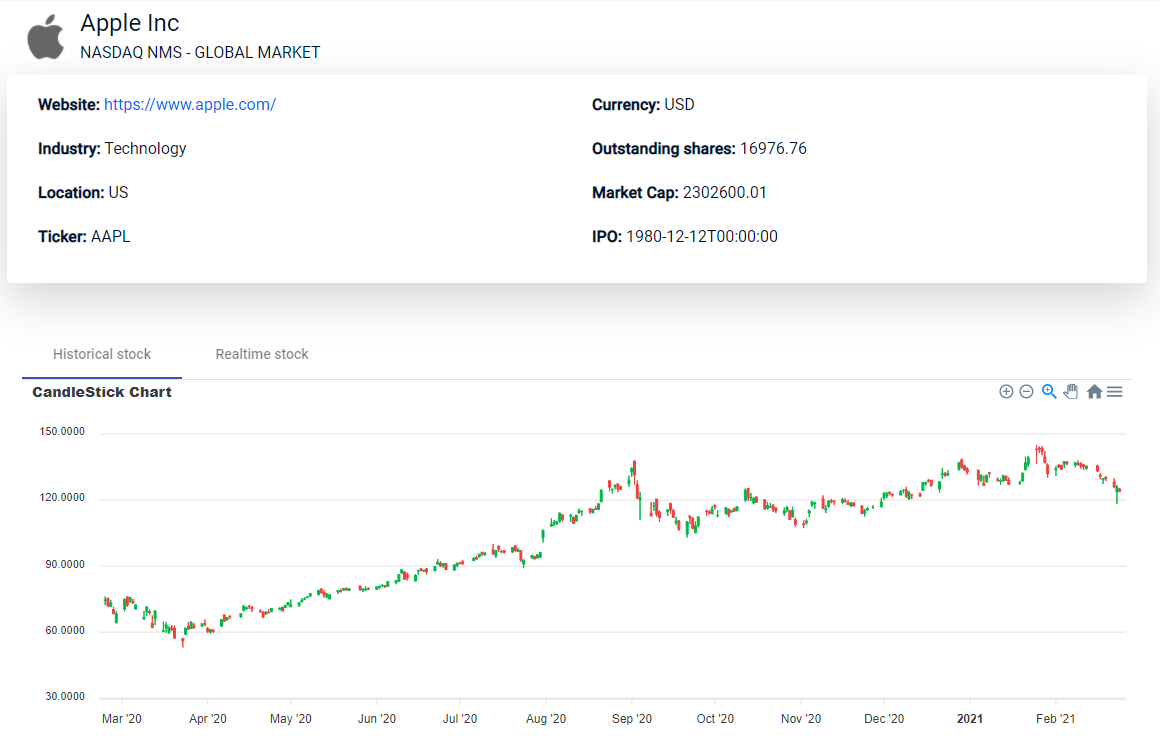 Apple Inc
NASDAQ NMS - GLOBAL MARKET
Website: https://www.apple.com/
Currency: USD
Industry: Technology
Outstanding shares: 16976.76
Location: US
Market Cap: 2302600.01
Ticker: AAPL
IPO: 1980-12-12T00:00:00
Historical stock
Realtime stock
CandleStick Chart
150.0000
120.0000
90.0000
60.0000
30.0000
Mar '20 Apr '20 May '20 Jun '20 Jul '20 Aug '20 Sep '20 Oct '20 Nov '20 Dec '20 2021 Feb '21